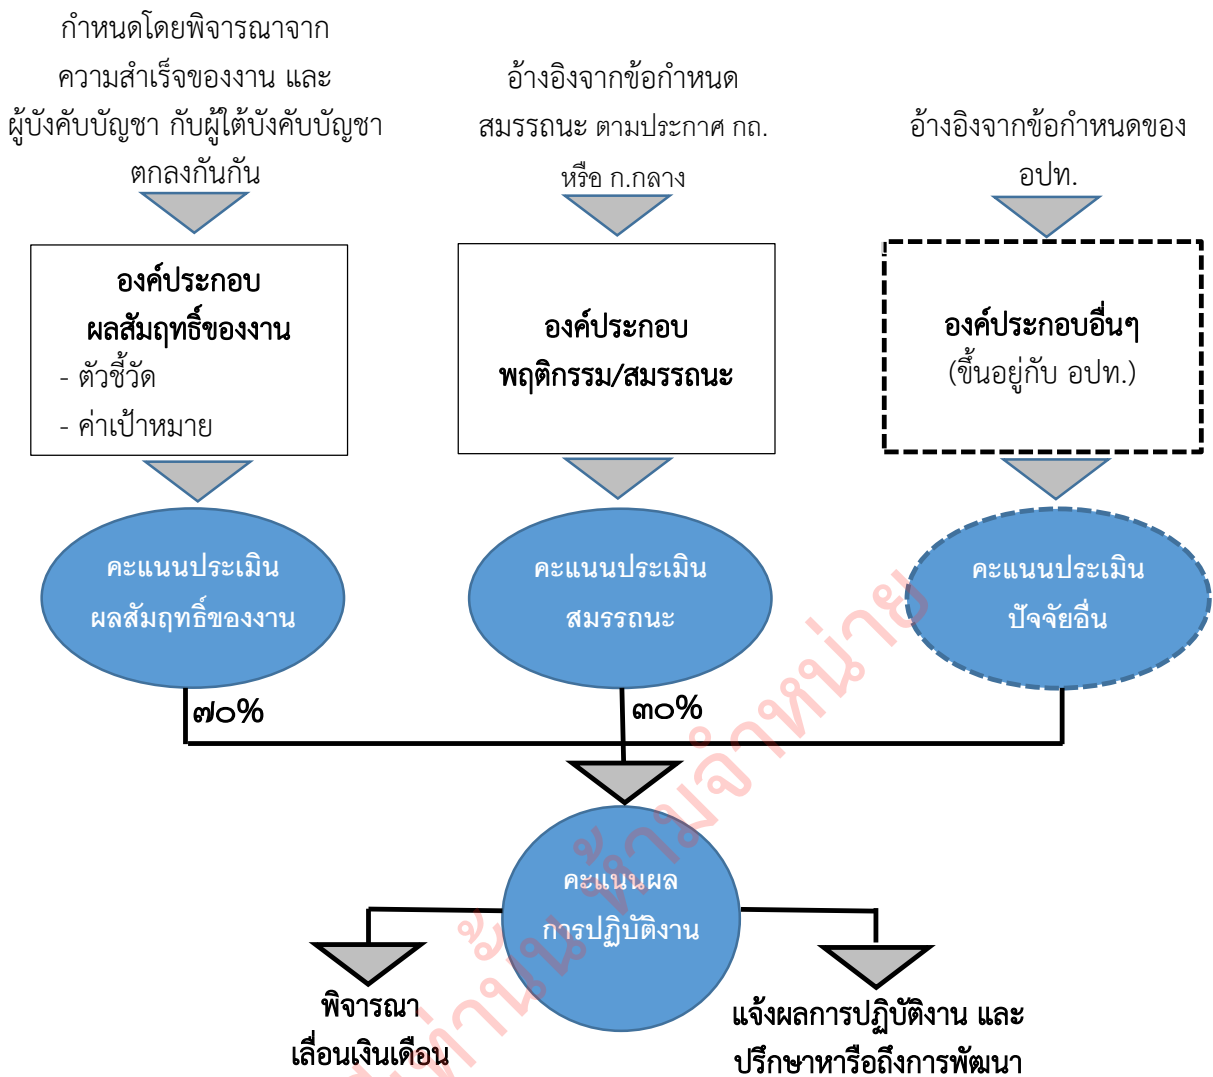 กำหนดโดยพิจารณาจาก
ความสำเร็จของงาน และ
ผู้บังคับบัญชา กับผู้ใต้บังคับบัญชา
ตกลงกันกัน
อ้างอิงจากข้อกำหนด
สมรรถนะ ตามประกาศ กถ.
หรือ ก.กลาง
อ้างอิงจากข้อกำหนดของ
อปท.
องค์ประกอบ
ผลสัมฤทธิ์ของงาน
- ตัวชี้วัด
- ค่าเป้าหมาย
องค์ประกอบ
พฤติกรรม/สมรรถนะ
องค์ประกอบอื่นๆ
(ขึ้นอยู่กับ อปท.)
คะแนนประเมิน
ผลสัมฤทธิ์ของงาน
คะแนนประเมิน
สมรรถนะ
คะแนนประเมิน
ปัจจัยอื่น
๗๐%
๓๐%
คะแนนผล
การปฏิบัติงาน
พิจารณา
เลื่อนเงินเดือน
แจ้งผลการปฏิบัติงาน และ
ปรึกษาหารือถึงการพัฒนา
ท่านั้น ห้ามจำหน่าย